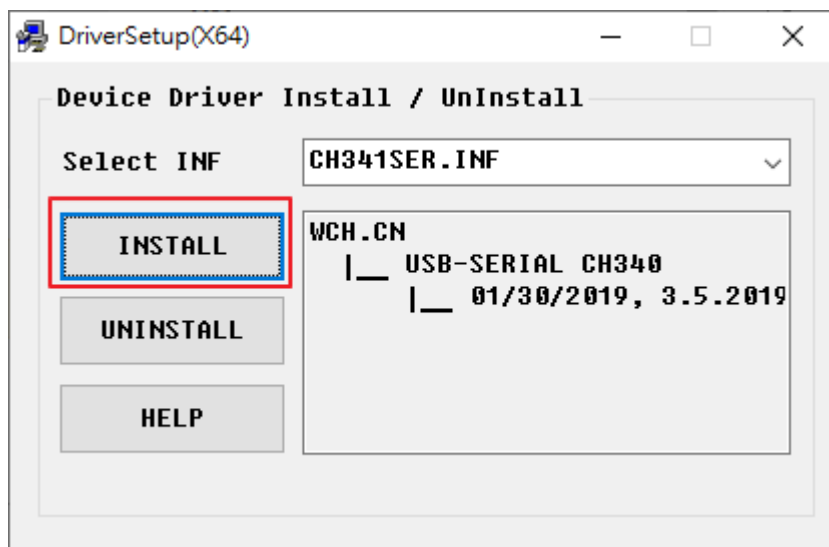 DriverSetup(X64)
Device Driver Install / UnInstall
Select INF
CH341SER.INF
INSTALL
UNINSTALL
HELP
WCH.CN
|__ USB-SERIAL CH340
|__ 01/30/2019, 3.5.2019